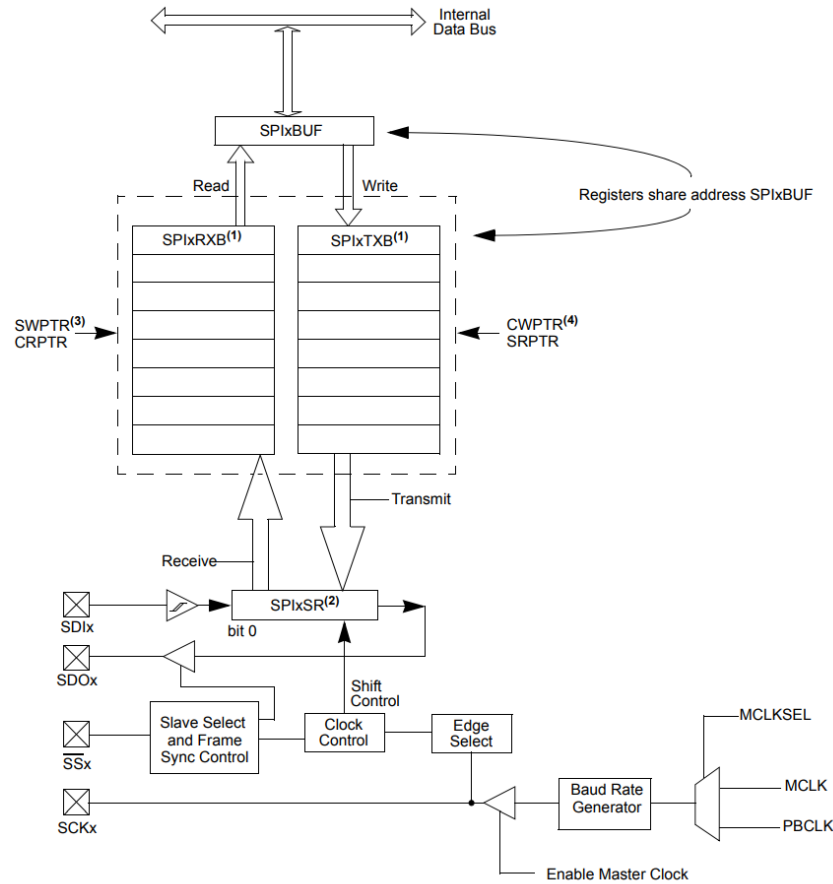 Internal
Data Bus
SPIxBUF
Read
Write
Registers share address SPIxBUF
SPIxRXB(1)
SPIxTXB(1)
SWPTR(3)
CRPTR
CWPTR(4)
SRPTR
Transmit
Receive
SPIxSR(2)
SDIx
bit 0
SDOx
Shift
Control
Slave Select
and Frame
Sync Control
Clock
Control
Edge
Select
MCLKSEL
SSx
Baud Rate
Generator
MCLK
PBCLK
SCKx
Enable Master Clock